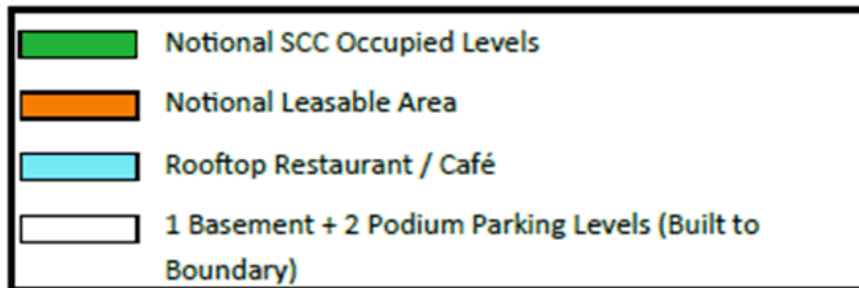 Notional SCC Occupied Levels
Notional Leasable Area
Rooftop Restaurant / Café
1 Basement + 2 Podium Parking Levels (Built to
Boundary)